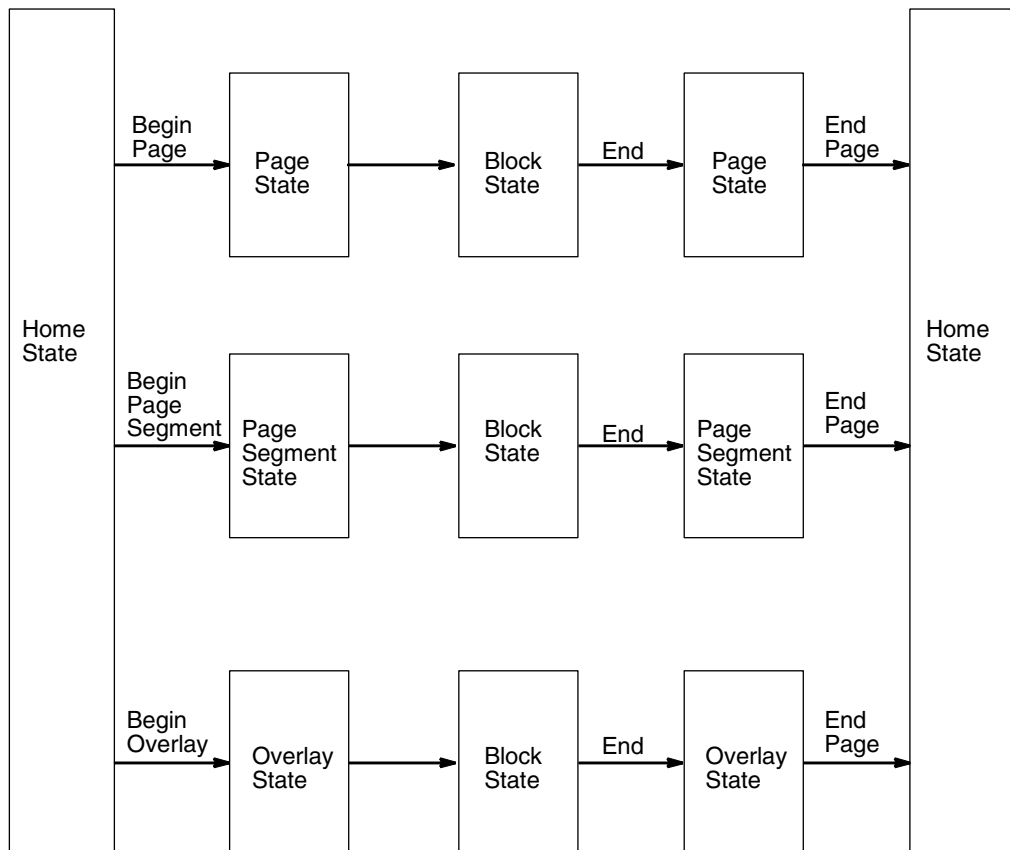 Begin
Page
Page
State
Block
State
End
Page
State
End
Page
Home
State
Home
State
Begin
Page
Segment
Page
Segment
State
Block
State
End
Page
Segment
State
End
Page
Begin
Overlay
Overlay
State
Block
State
End
Overlay
State
End
Page